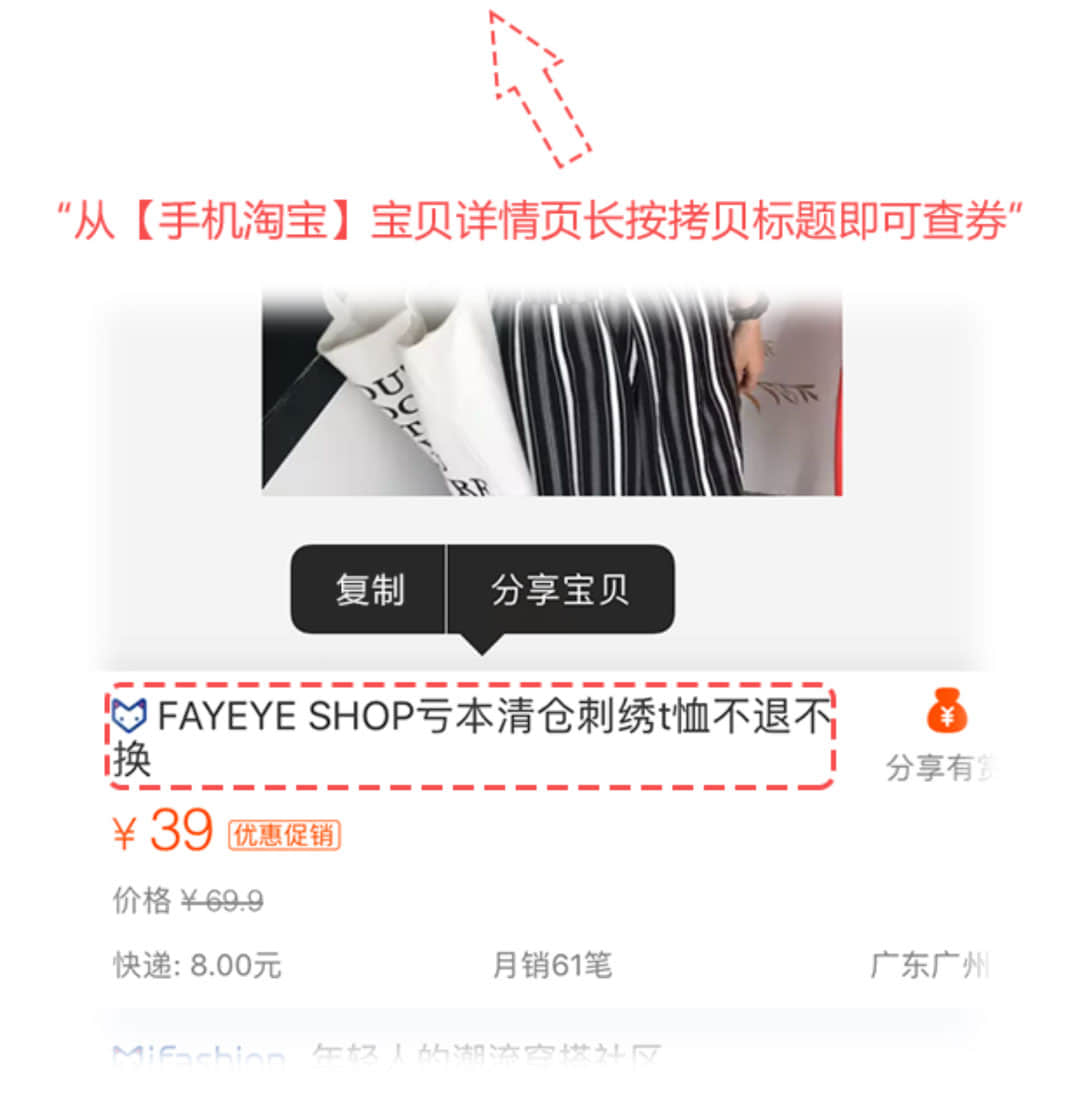 “从【手机淘宝】宝贝详情页长按拷贝标题即可查券”
RE
复制 分享宝贝
FAYEYE SHOP亏本清仓刺绣t恤不退不
换
分享有赏
¥ 39 优惠促销
价格 ¥ 69.9
快递: 8.00元 月销61笔 广东广州
Mifashion 年轻人的潮流穿搭社区